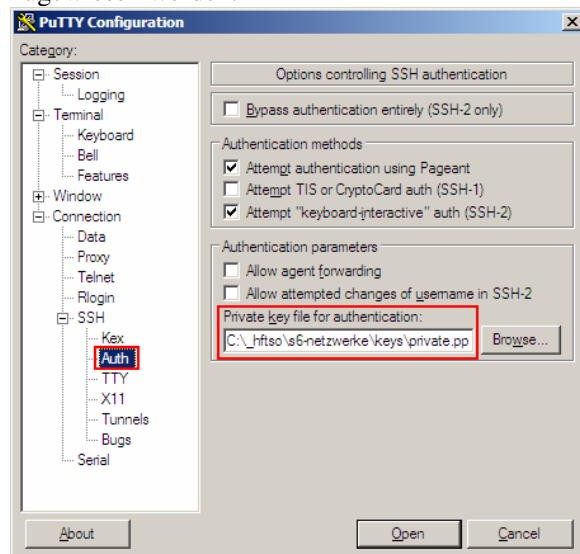 PuTTY Configuration
Category:
Session
Logging
Terminal
Keyboard
Bell
Features
Window
Connection
Data
Proxy
Telnet
Rlogin
SSH
Kex
Auth
TTY
X11
Tunnels
Bugs
Serial
Options controlling SSH authentication
Bypass authentication entirely (SSH-2 only)
Authentication methods
Attempt authentication using Pageant
Attempt TIS or CryptoCard auth (SSH-1)
Attempt "keyboard-interactive" auth (SSH-2)
Authentication parameters
Allow agent forwarding
Allow attempted changes of username in SSH-2
Private key file for authentication:
C:\_hftso\s6-netzwerke\keys\private.pp
Browse...
About
Open
Cancel